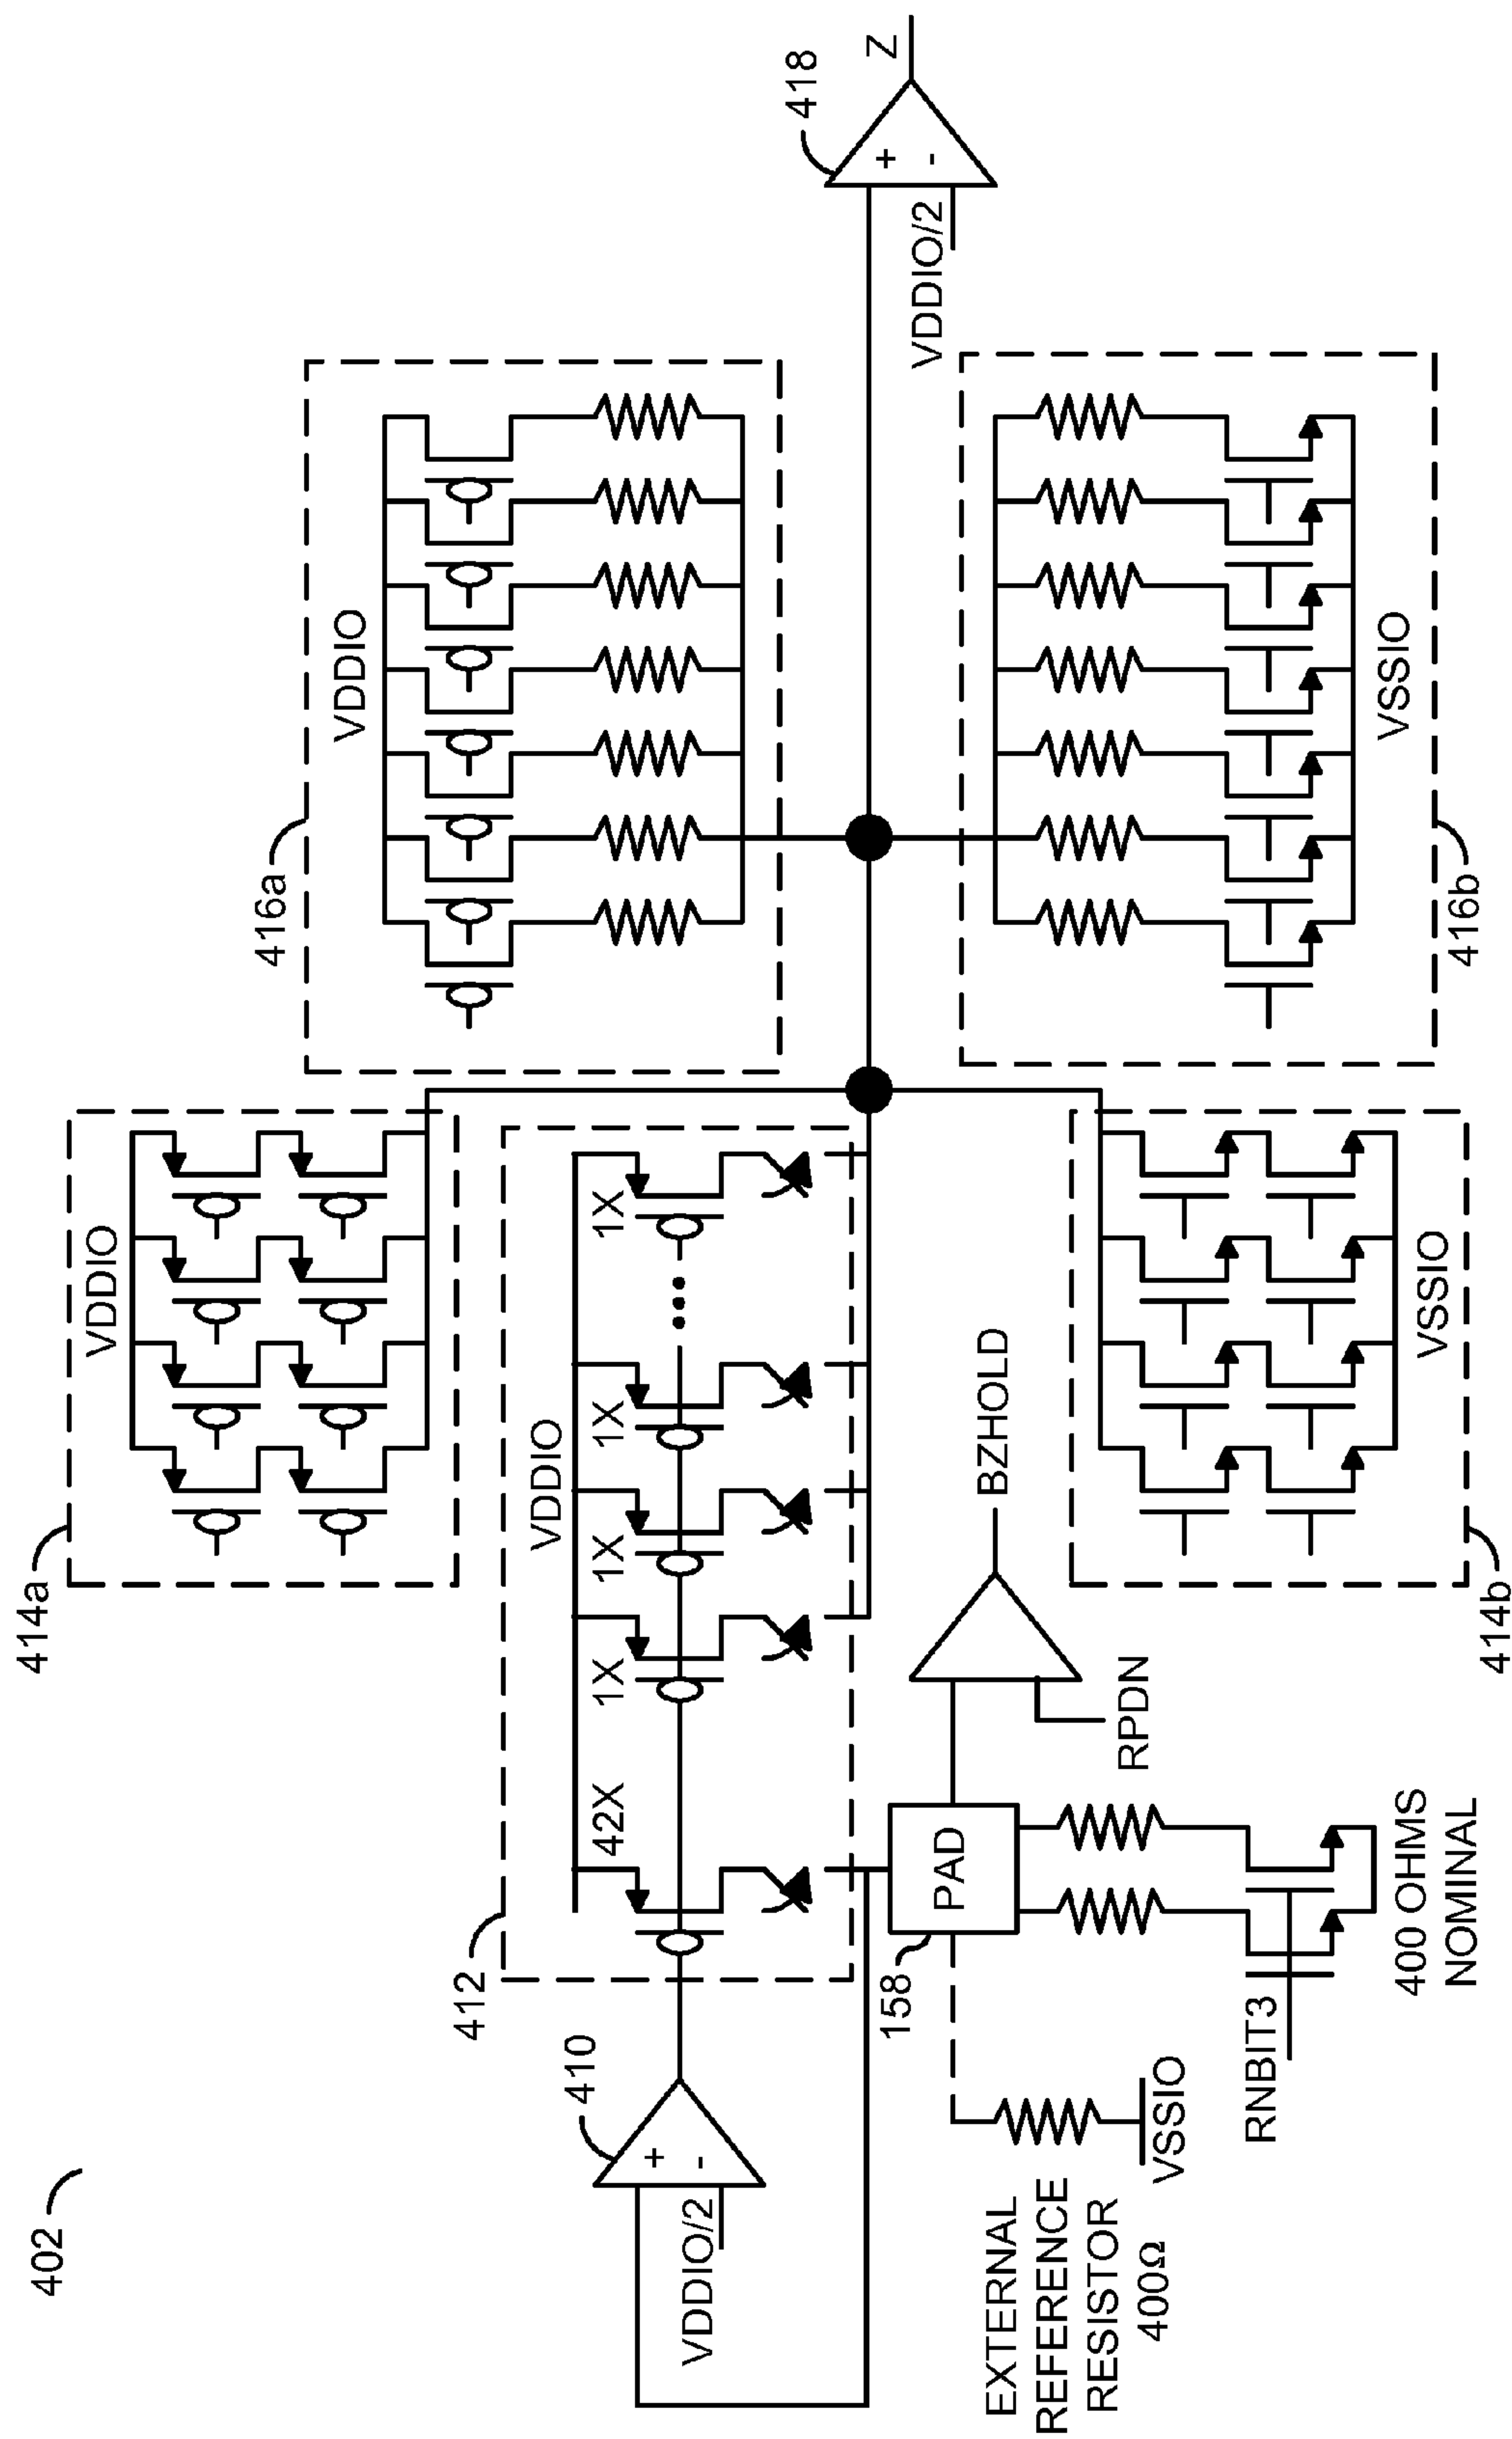 402
414a
VDDIO
416a
VDDIO
412
VDDIO
42X
1X
1X
1X
1X
410
+
-
VDDIO/2
418
+
-
VDDIO/2
Z
158
PAD
BZHOLD
RPDN
EXTERNAL
REFERENCE
RESISTOR
400Ω
VSSIO
RNBIT3
400 OHMS
NOMINAL
VSSIO
414b
VSSIO
416b